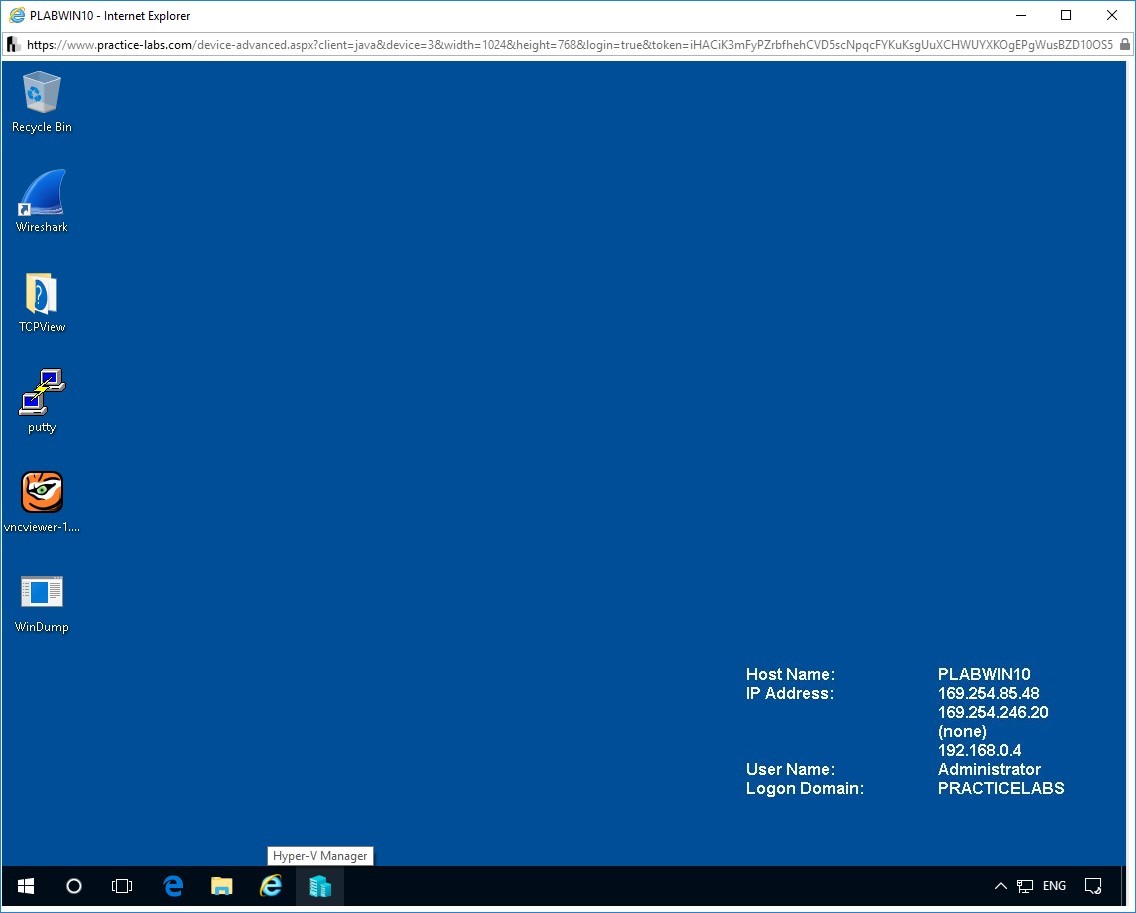 PLABWIN10 - Internet Explorer
https://www.practice-labs.com/device-advanced.aspx?client=java&device=3&width=1024&height=768&login=true&token=iHACiK3mFyPZrbfhehCVD5scNpqcFYKuKsgUuXCHWUYXKOgEPgWusBZD10OS5
Recycle Bin
Wireshark
TCPView
putty
vncviewer-1....
WinDump
Host Name: PLABWIN10
IP Address: 169.254.85.48
169.254.246.20
(none)
192.168.0.4
User Name: Administrator
Logon Domain: PRACTICELABS
Hyper-V Manager
ENG